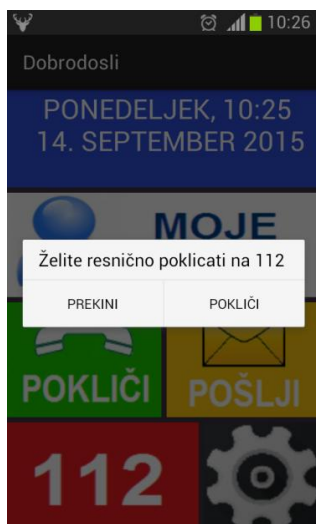 10:26
Dobrodosli
PONEDELJEK, 10:25
14. SEPTEMBER 2015
MOJE
Želite resnično poklicati na 112
PREKINI POKLIČI
POKLIČI POŠLJI
112